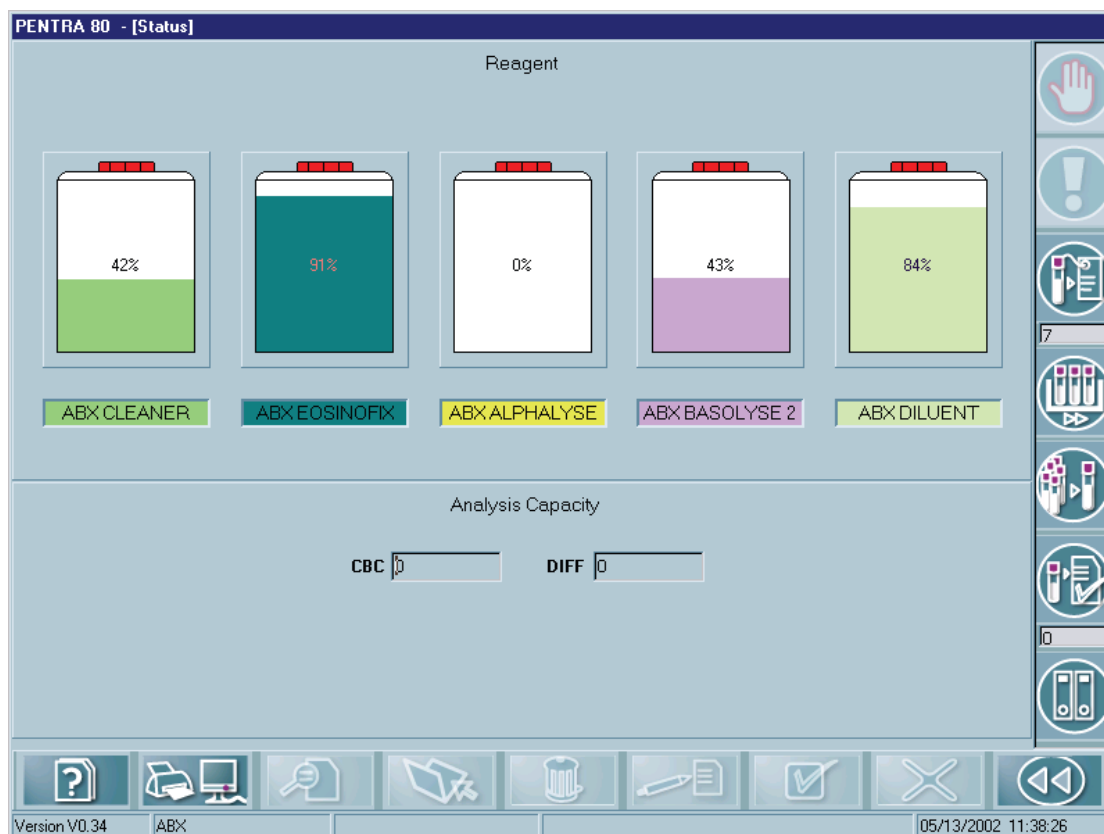 PENTRA 80 - [Status]
Reagent
42% 91% 0% 43% 84%
ABX CLEANER ABX EOSINOFIX ABX ALPHALYSE ABX BASOLYSE 2 ABX DILUENT
7
Analysis Capacity
CBC 0 DIFF 0
0
Version V0.34 ABX 05/13/2002 11:38:26